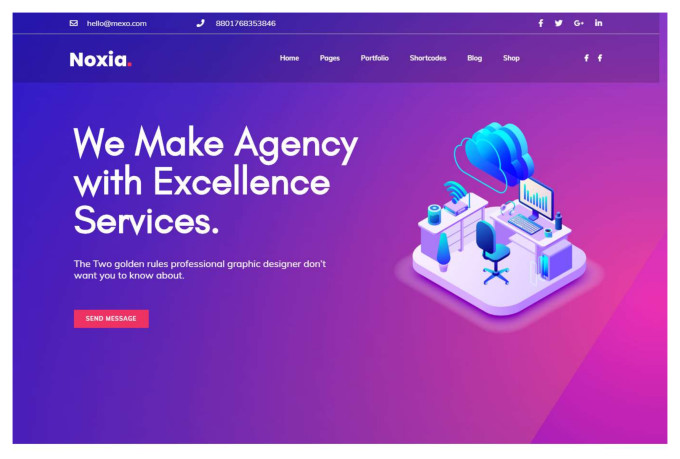 hello@mexo.com 8801768353846
Noxia.
Home Pages Portfolio Shortcodes Blog Shop
We Make Agency
with Excellence
Services.
The Two golden rules professional graphic designer don't
want you to know about.
SEND MESSAGE